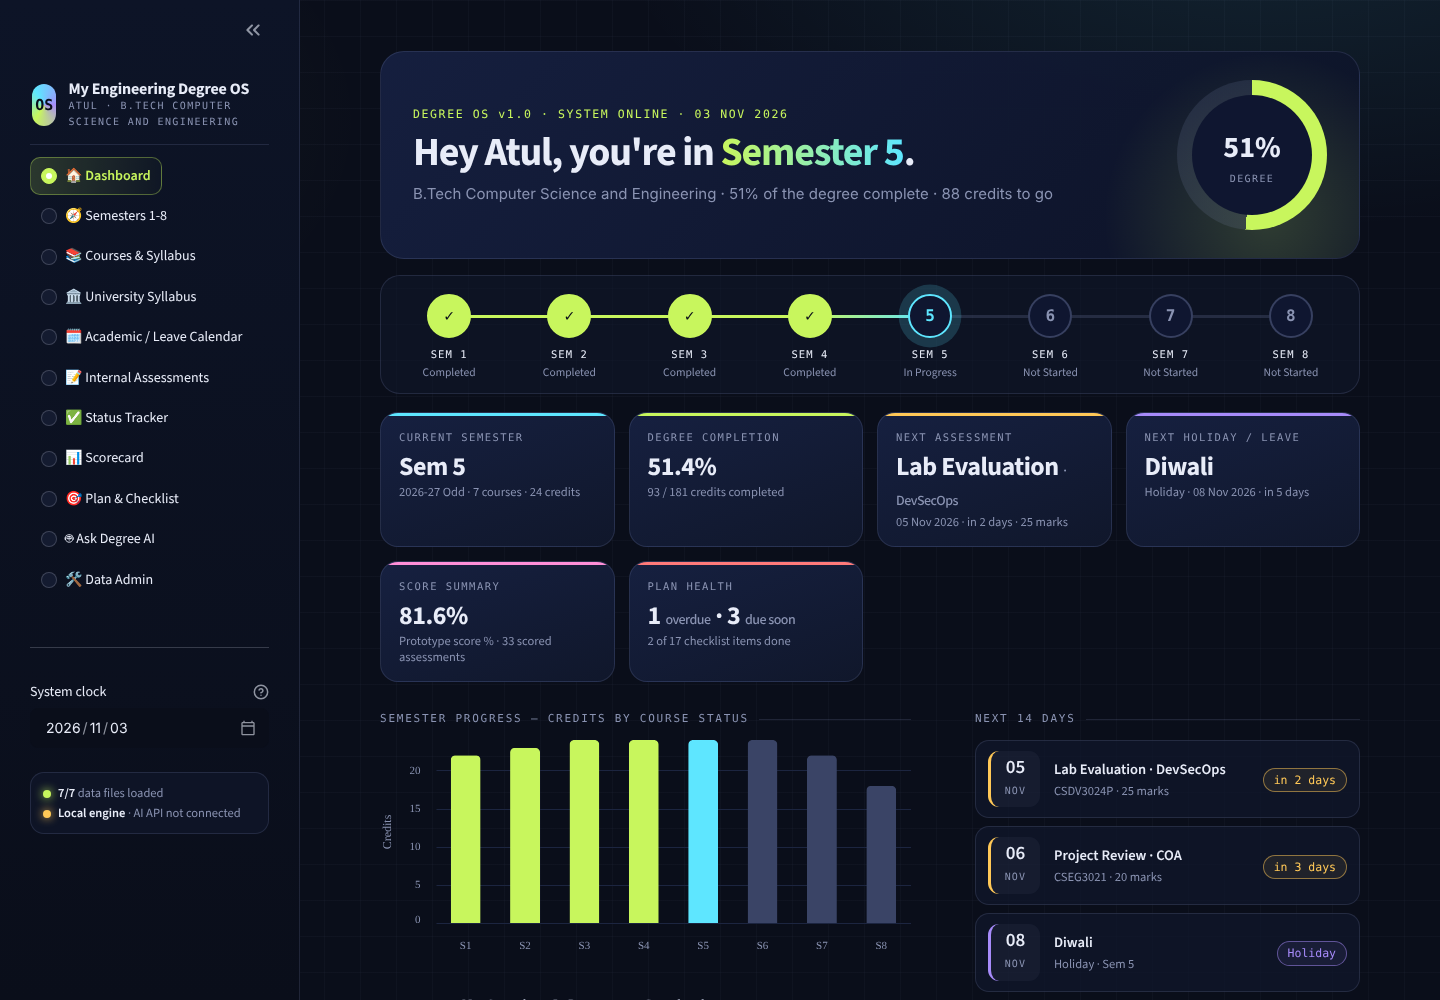 My Engineering Degree OS
OS
ATUL · B.TECH COMPUTER
SCIENCE AND ENGINEERING
🏠 Dashboard
🧭 Semesters 1-8
📚 Courses & Syllabus
🏛️ University Syllabus
🗓️ Academic / Leave Calendar
📝 Internal Assessments
✅ Status Tracker
📊 Scorecard
🎯 Plan & Checklist
Ask Degree AI
🛠️ Data Admin
System clock
2026/11/03
7/7 data files loaded
Local engine · AI API not connected
DEGREE OS v1.0 · SYSTEM ONLINE · 03 NOV 2026
Hey Atul, you're in Semester 5.
B.Tech Computer Science and Engineering · 51% of the degree complete · 88 credits to go
51%
DEGREE
✓ ✓ ✓ ✓ 5 6 7 8
SEM 1 SEM 2 SEM 3 SEM 4 SEM 5 SEM 6 SEM 7 SEM 8
Completed Completed Completed Completed In Progress Not Started Not Started Not Started
CURRENT SEMESTER
Sem 5
2026-27 Odd · 7 courses · 24 credits
DEGREE COMPLETION
51.4%
93 / 181 credits completed
NEXT ASSESSMENT
Lab Evaluation ·
DevSecOps
05 Nov 2026 · in 2 days · 25 marks
NEXT HOLIDAY / LEAVE
Diwali
Holiday · 08 Nov 2026 · in 5 days
SCORE SUMMARY
81.6%
Prototype score % · 33 scored
assessments
PLAN HEALTH
1 overdue · 3 due soon
2 of 17 checklist items done
SEMESTER PROGRESS — CREDITS BY COURSE STATUS
Credits
20
15
10
5
0
S1 S2 S3 S4 S5 S6 S7 S8
NEXT 14 DAYS
05
NOV
Lab Evaluation · DevSecOps
CSDV3024P · 25 marks
in 2 days
06
NOV
Project Review · COA
CSEG3021 · 20 marks
in 3 days
08
NOV
Diwali
Holiday · Sem 5
Holiday